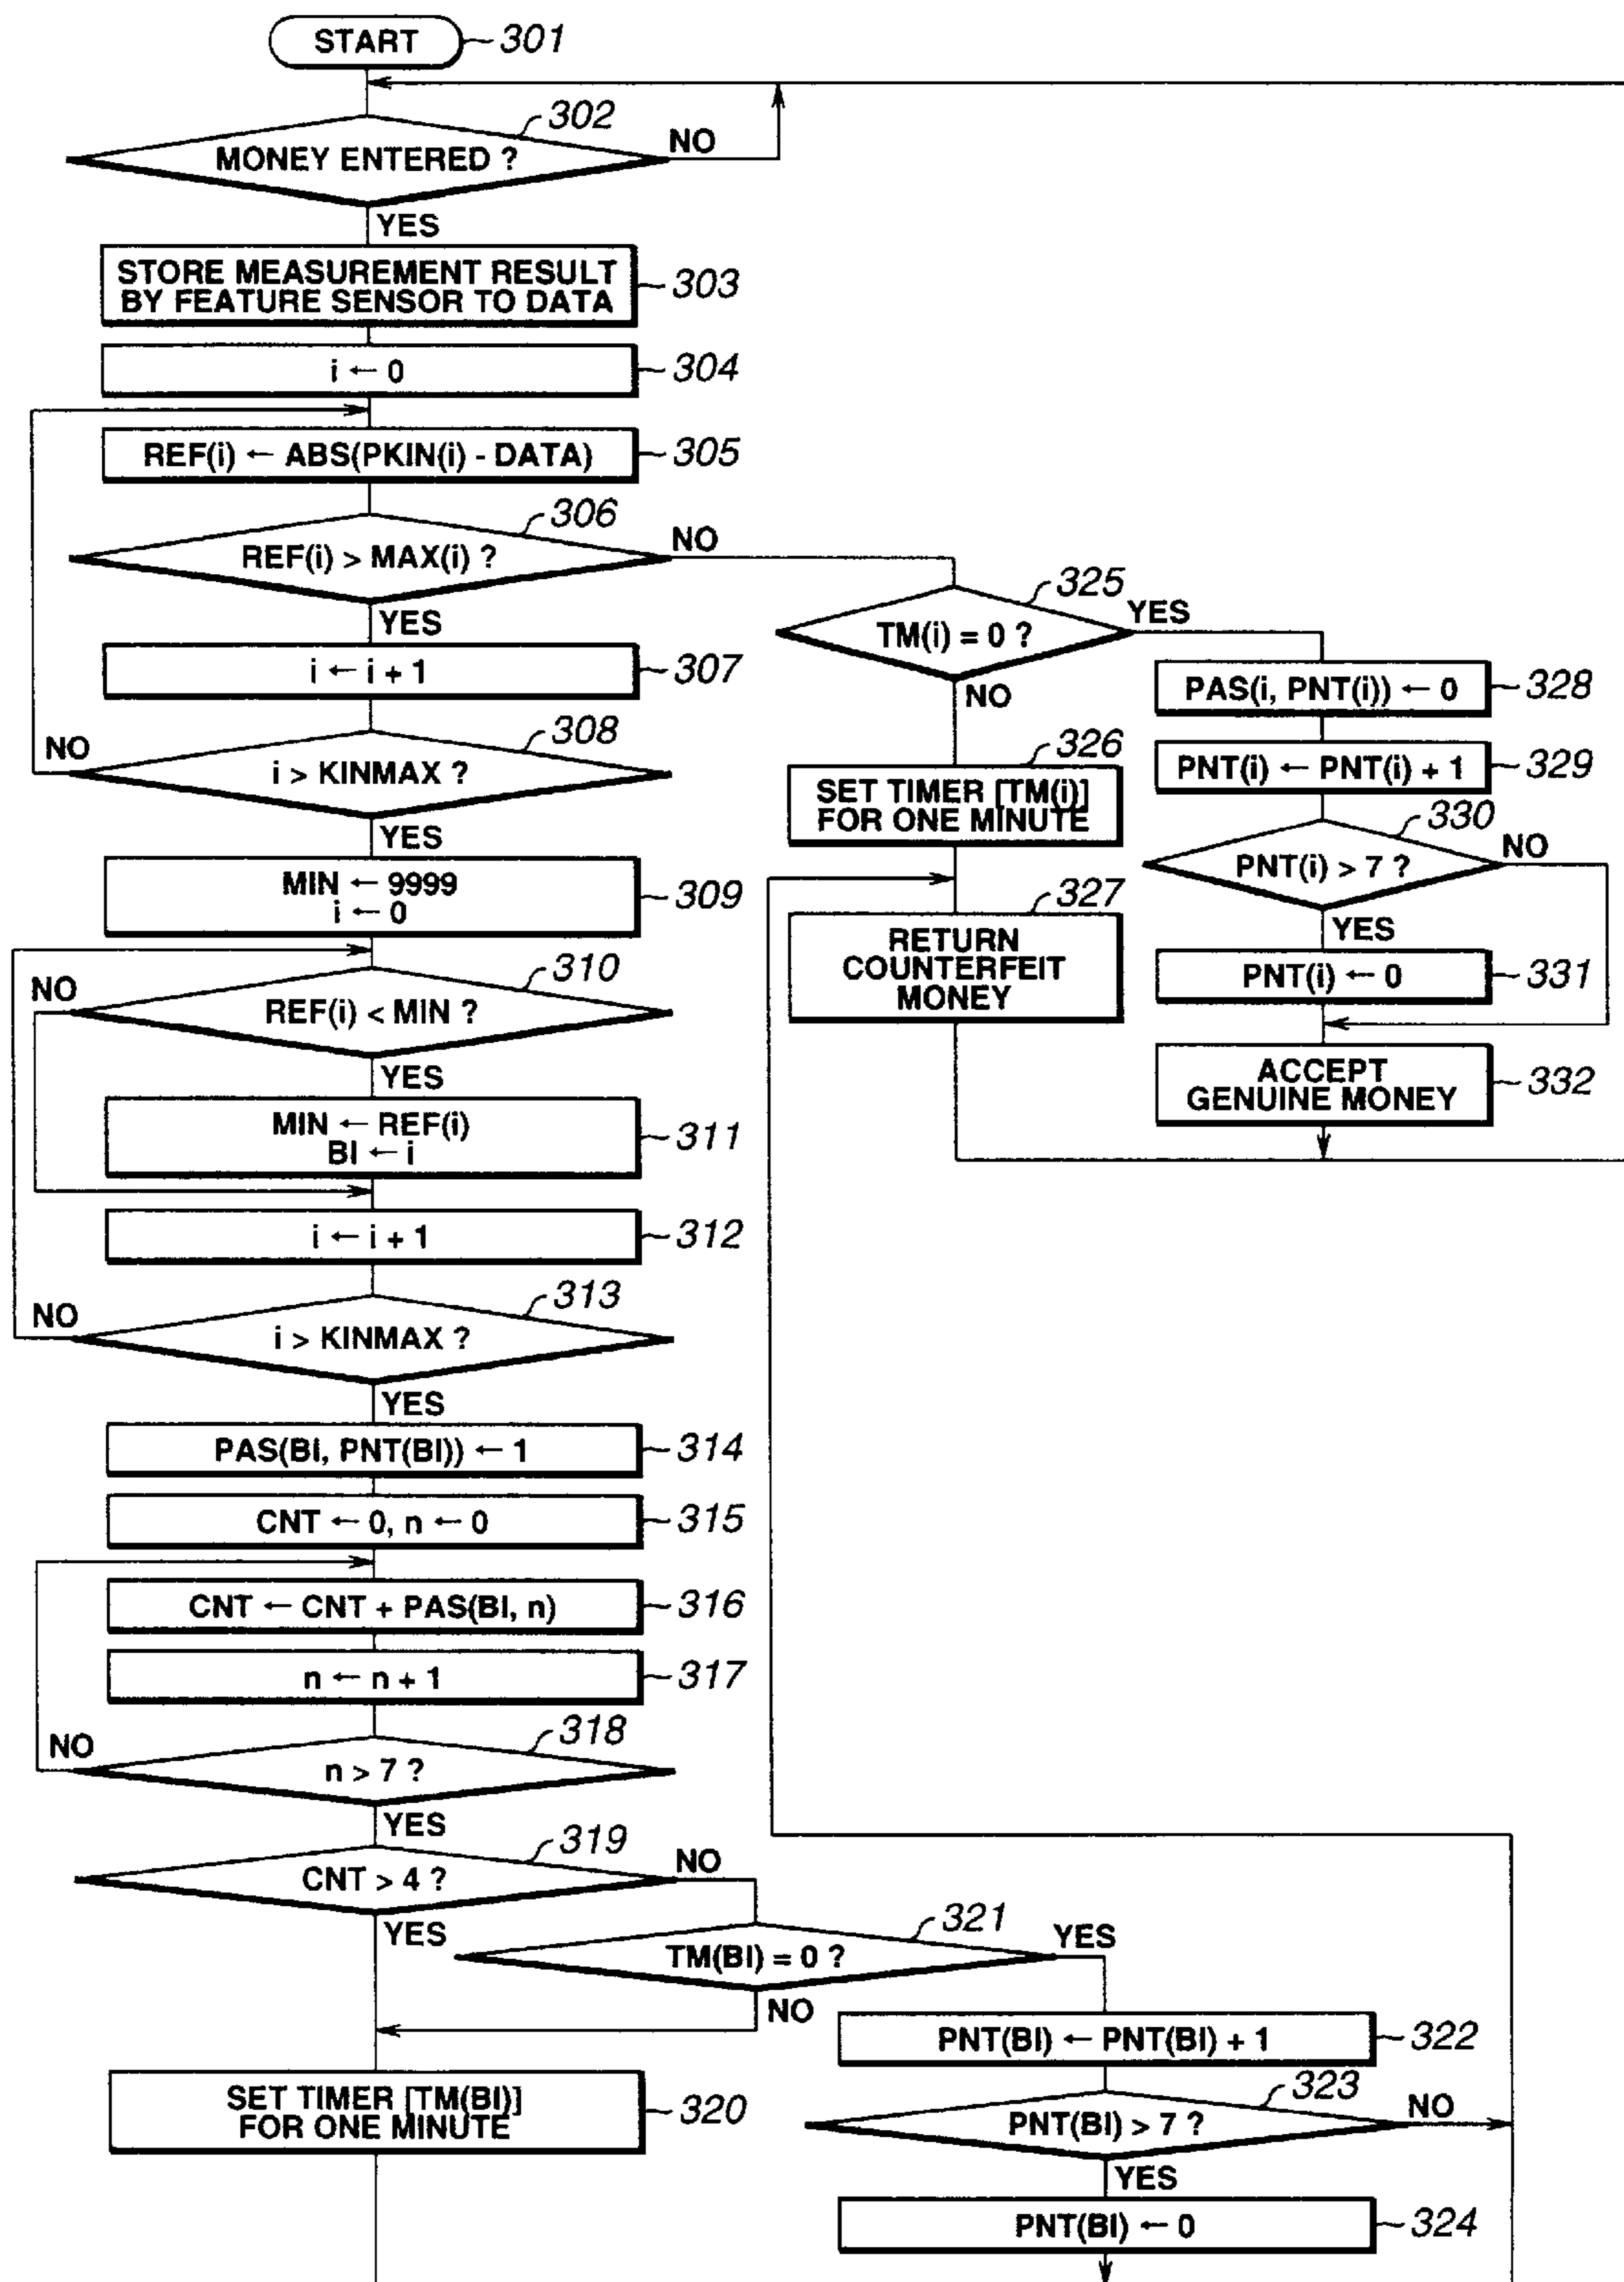 START
301
302
MONEY ENTERED ?
NO
YES
STORE MEASUREMENT RESULT
BY FEATURE SENSOR TO DATA
303
i ← 0
304
REF(i) ← ABS(PKIN(i) - DATA)
305
306
REF(i) > MAX(i) ?
NO
YES
i ← i + 1
307
308
NO
i > KINMAX ?
YES
MIN ← 9999
i ← 0
309
310
NO
REF(i) < MIN ?
YES
MIN ← REF(i)
BI ← i
311
i ← i + 1
312
313
NO
i > KINMAX ?
YES
PAS(BI, PNT(BI)) ← 1
314
CNT ← 0, n ← 0
315
CNT ← CNT + PAS(BI, n)
316
n ← n + 1
317
318
NO
n > 7 ?
YES
319
CNT > 4 ?
NO
YES
SET TIMER [TM(BI)]
FOR ONE MINUTE
320
321
TM(BI) = 0 ?
YES
NO
PNT(BI) ← PNT(BI) + 1
322
323
PNT(BI) > 7 ?
NO
YES
PNT(BI) ← 0
324
325
TM(i) = 0 ?
YES
NO
326
SET TIMER [TM(i)]
FOR ONE MINUTE
327
RETURN
COUNTERFEIT
MONEY
PAS(i, PNT(i)) ← 0
328
PNT(i) ← PNT(i) + 1
329
330
PNT(i) > 7 ?
NO
YES
PNT(i) ← 0
331
ACCEPT
GENUINE MONEY
332